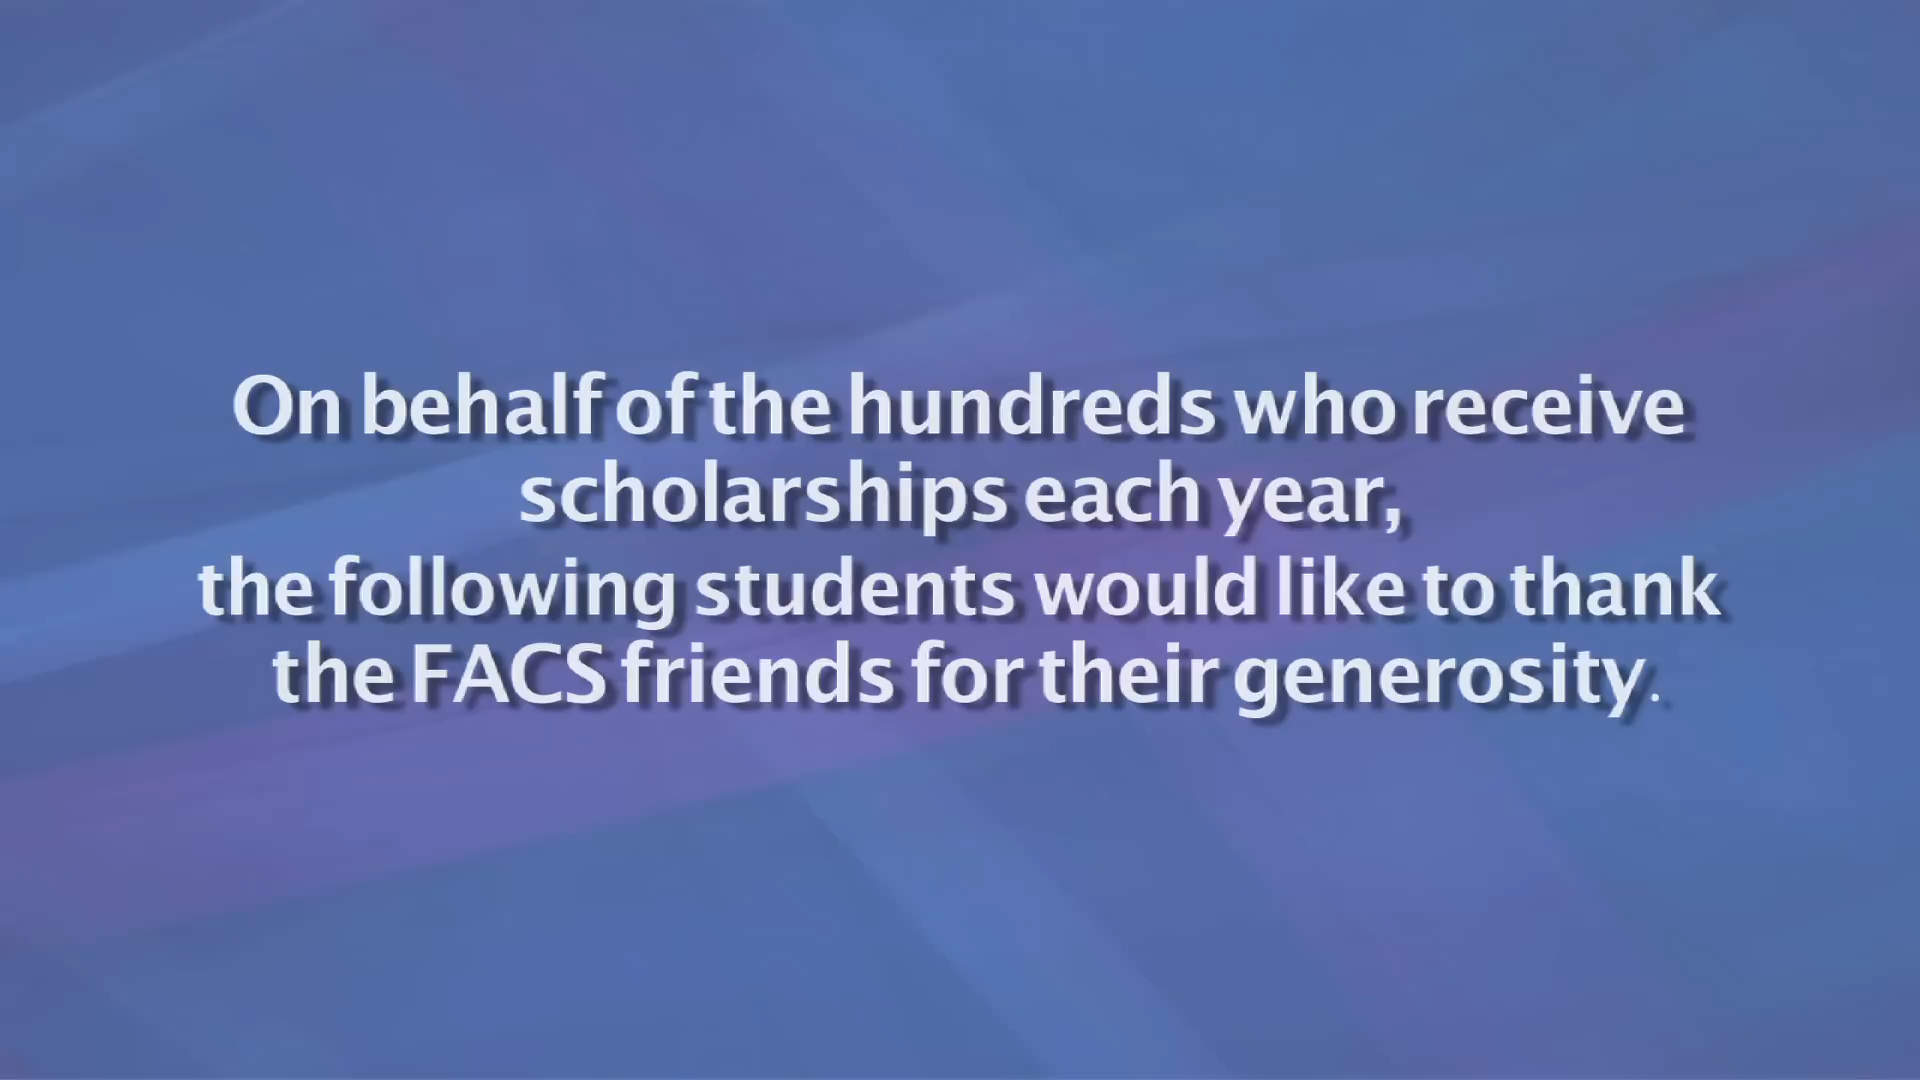 On behalf of the hundreds who receive
scholarships each year,
the following students would like to thank
the FACS friends for their generosity.